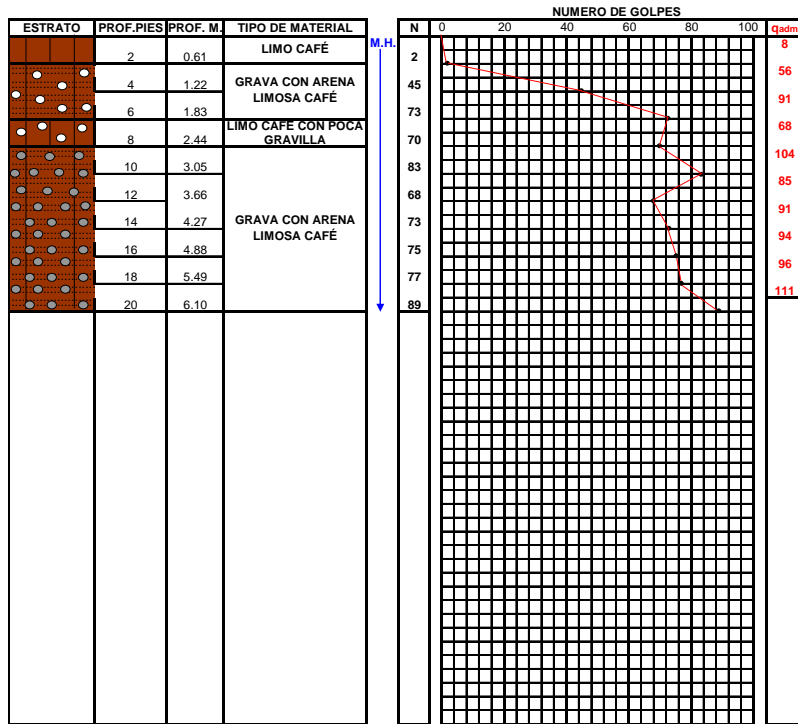 NUMERO DE GOLPES
ESTRATO PROF.PIES PROF. M. TIPO DE MATERIAL N 0 20 40 60 80 100 qadm
M.H.
2 0.61 LIMO CAFÉ 2 8
4 1.22 GRAVA CON ARENA 45 56
LIMOSA CAFÉ
6 1.83 73 91
8 2.44 LIMO CAFE CON POCA 70 68
GRAVILLA
10 3.05 83 104
12 3.66 68 85
14 4.27 GRAVA CON ARENA 73 91
LIMOSA CAFÉ
16 4.88 75 94
18 5.49 77 96
20 6.10 89 111